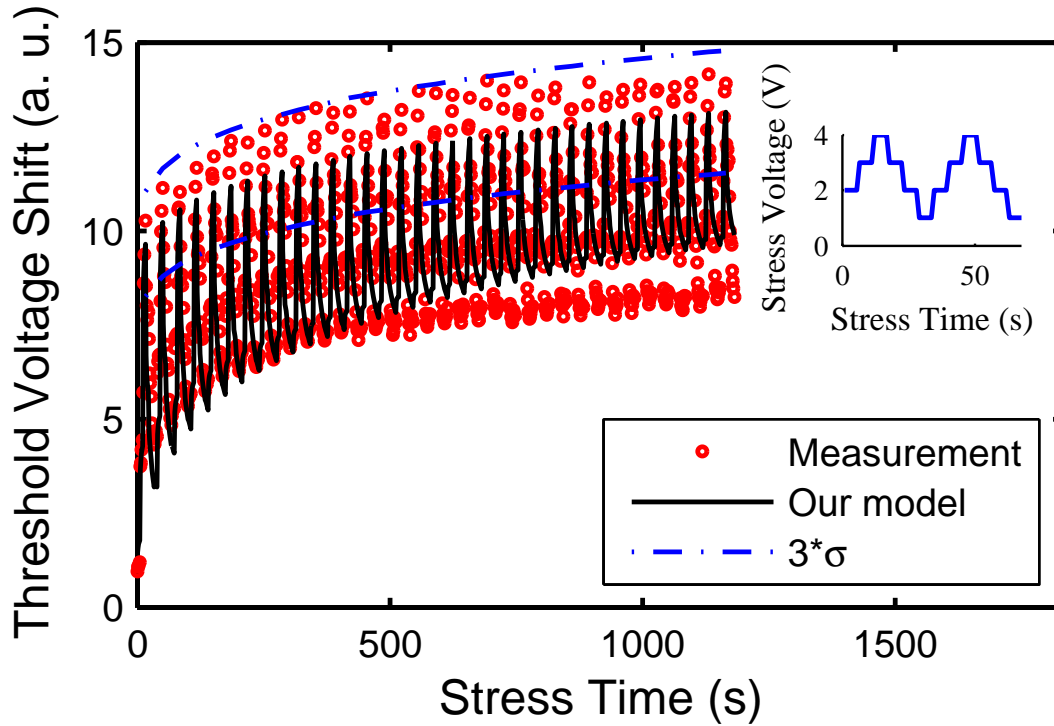 Threshold Voltage Shift (a. u.)
15
10
5
0
0 500 1000 1500
Stress Time (s)
Stress Voltage (V)
4
2
0
0 50
Stress Time (s)
Measurement
Our model
3*σ